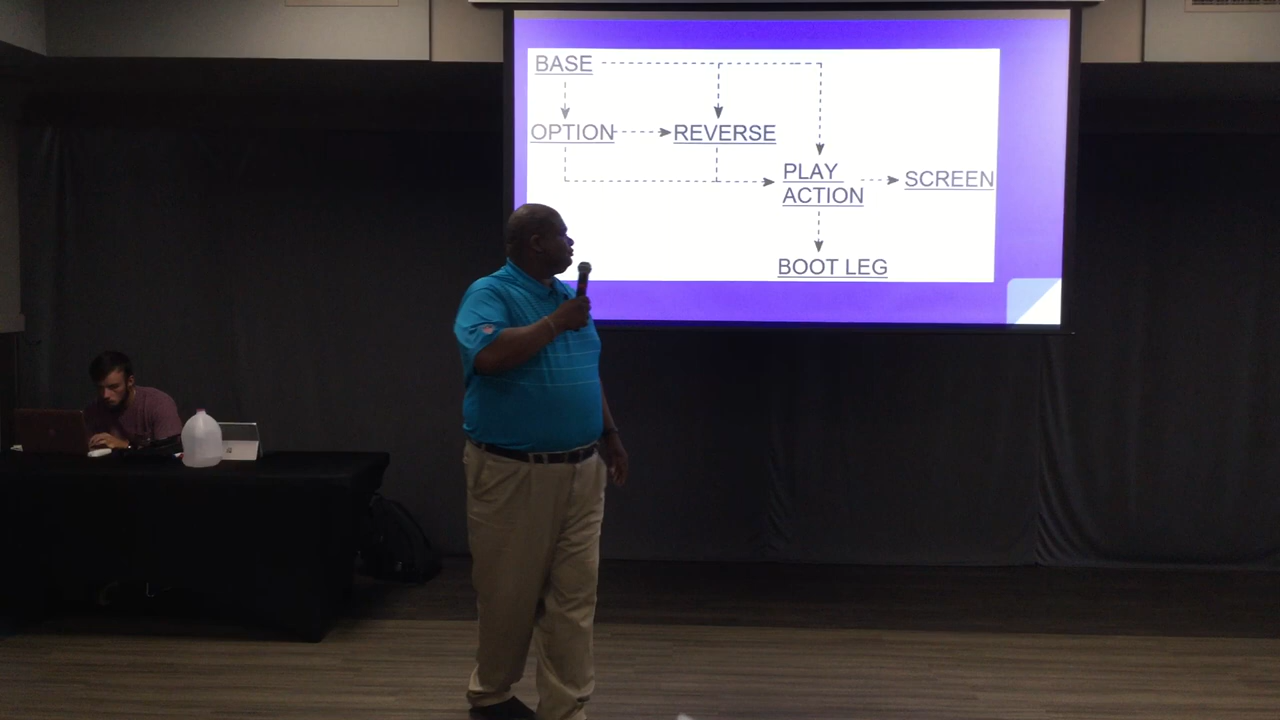 BASE
OPTION
REVERSE
PLAY
ACTION
SCREEN
BOOT LEG